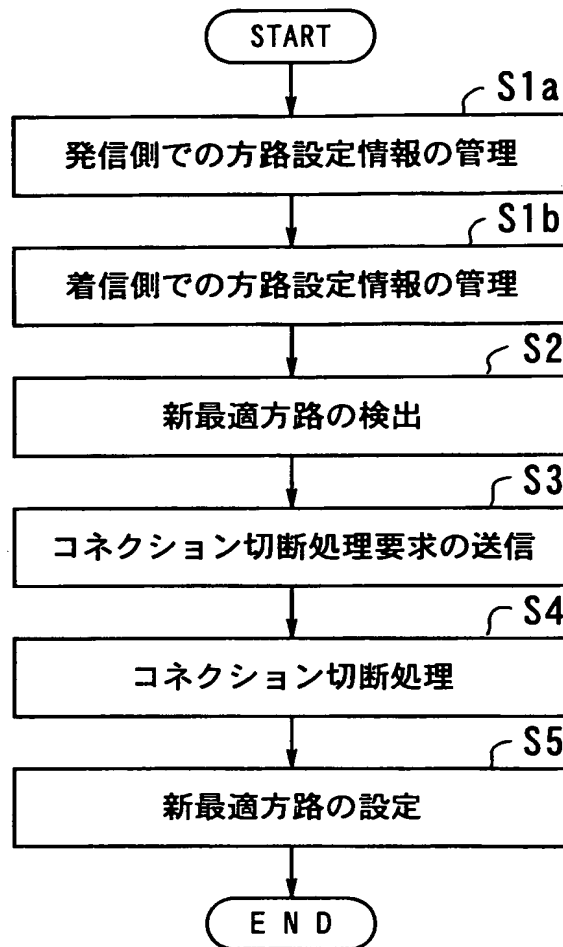 START
S1a
発信側での方路設定情報の管理
S1b
着信側での方路設定情報の管理
S2
新最適方路の検出
S3
コネクション切断処理要求の送信
S4
コネクション切断処理
S5
新最適方路の設定
END